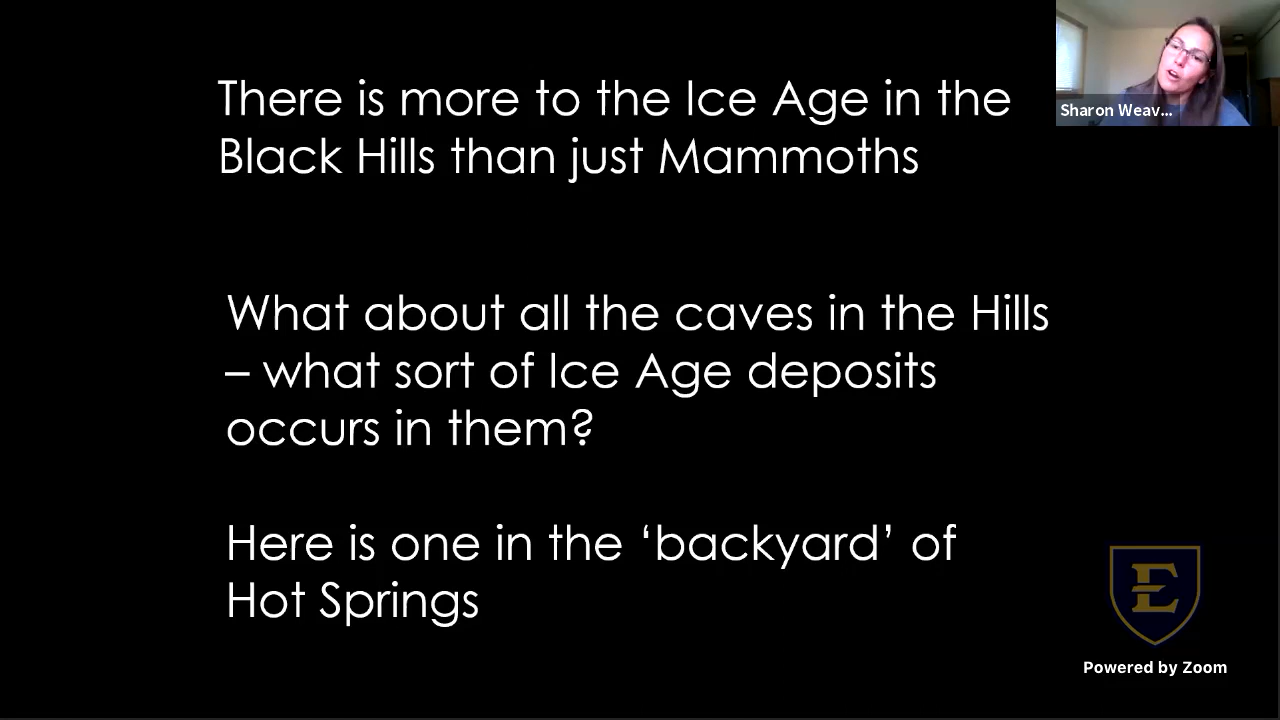 There is more to the Ice Age in the
Black Hills than just Mammoths
Sharon Weav...
What about all the caves in the Hills
– what sort of Ice Age deposits
occurs in them?
Here is one in the ‘backyard’ of
Hot Springs
E
Powered by Zoom